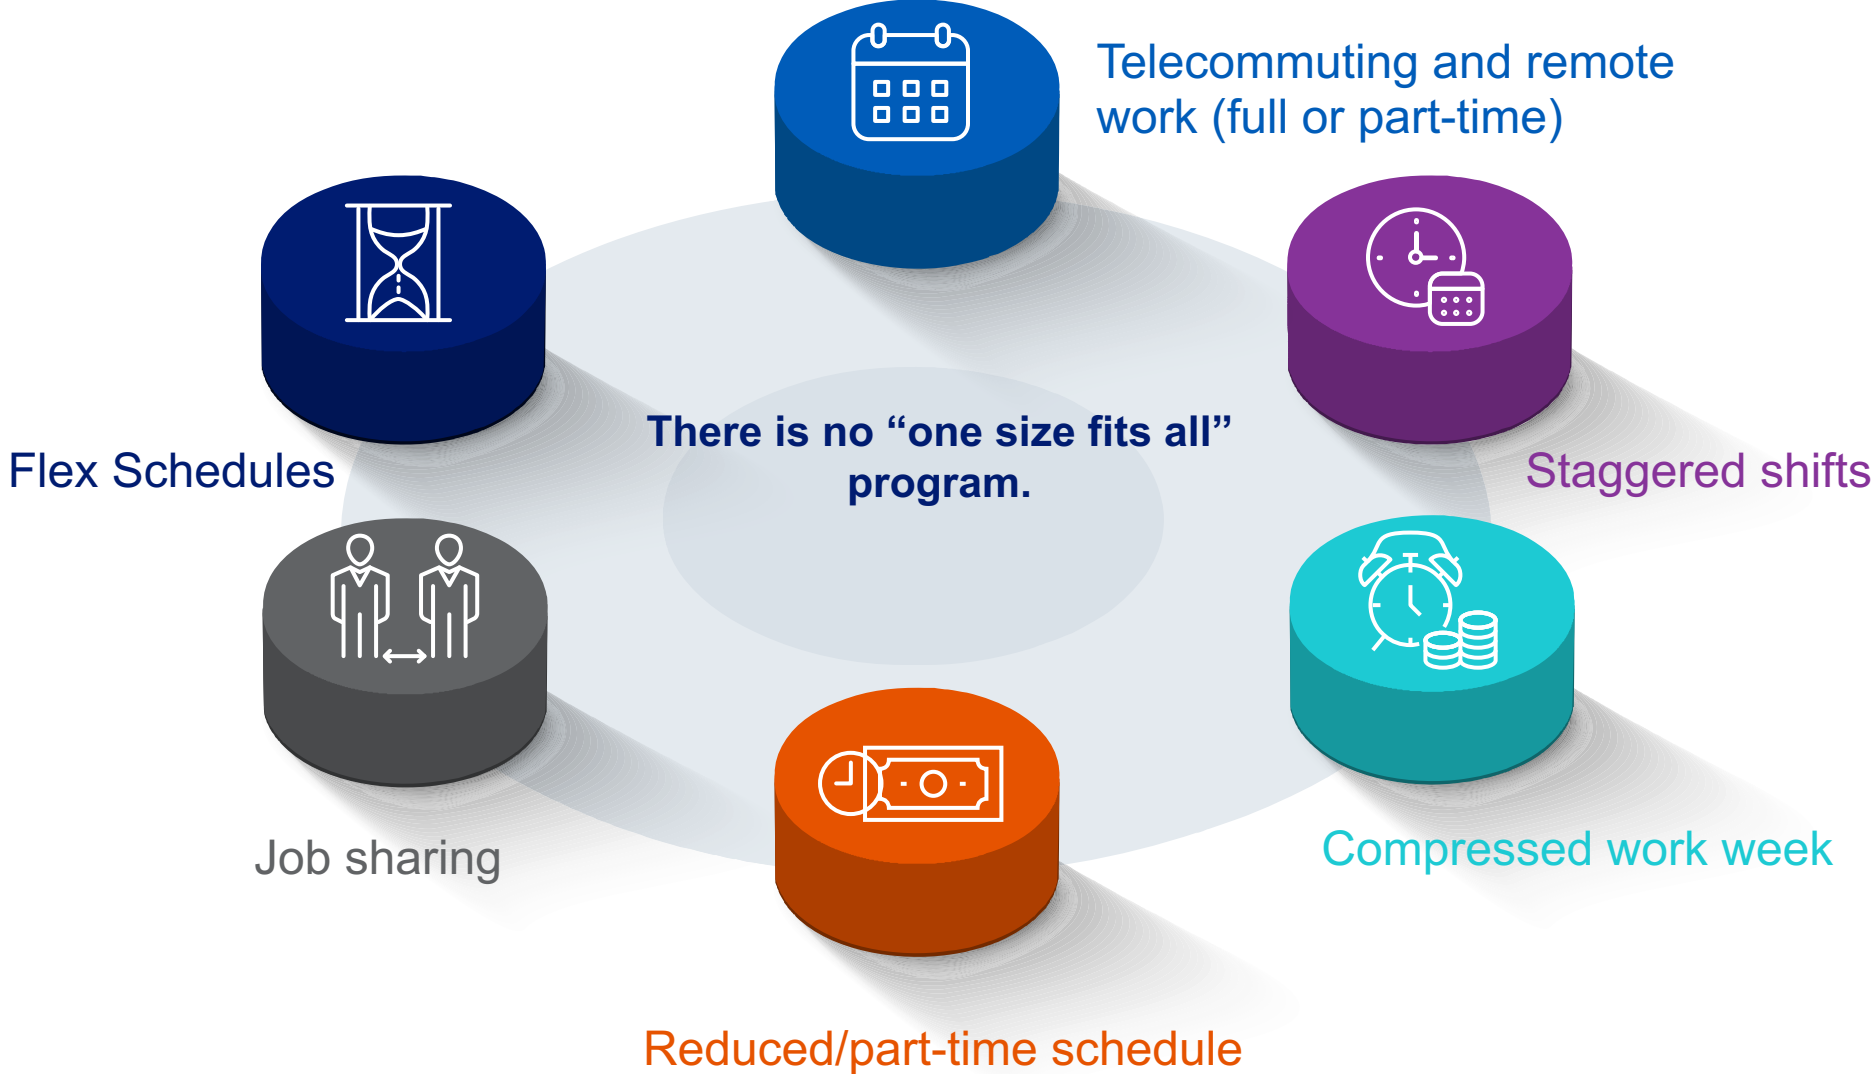 Telecommuting and remote
work (full or part-time)
There is no “one size fits all”
program.
Flex Schedules
Staggered shifts
Job sharing
Compressed work week
Reduced/part-time schedule